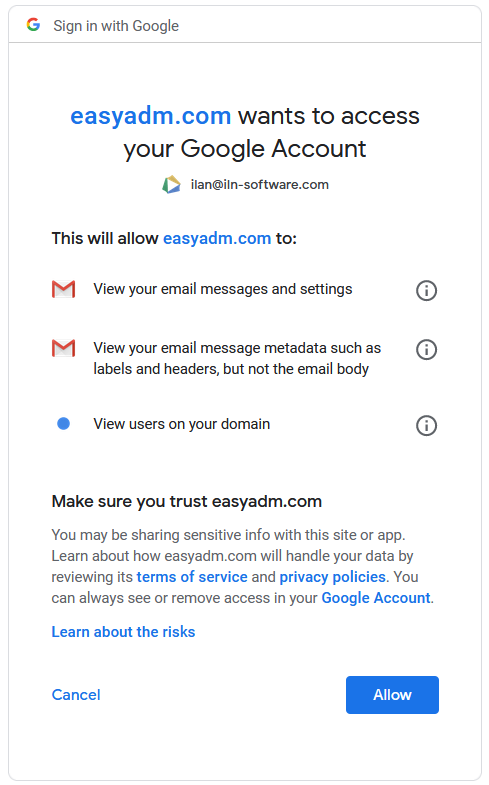 Sign in with Google
easyadm.com wants to access
your Google Account
ilan@iln-software.com
This will allow easyadm.com to:
View your email messages and settings
View your email message metadata such as
labels and headers, but not the email body
View users on your domain
Make sure you trust easyadm.com
You may be sharing sensitive info with this site or app.
Learn about how easyadm.com will handle your data by
reviewing its terms of service and privacy policies. You
can always see or remove access in your Google Account.
Learn about the risks
Cancel
Allow